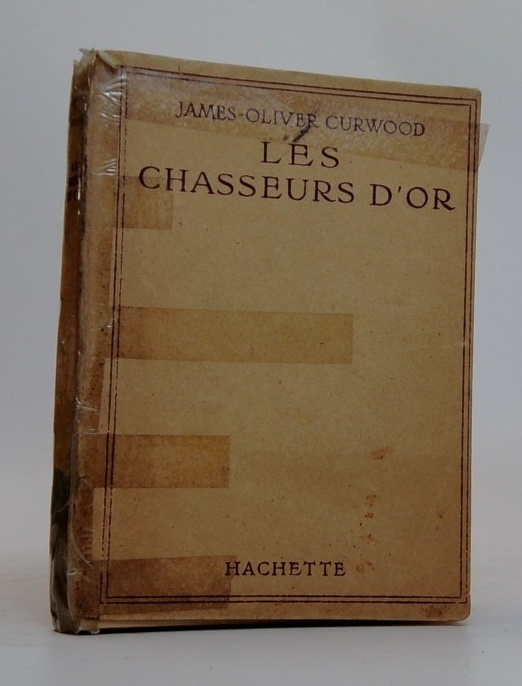 JAMES-OLIVER CURWOOD
LES
CHASSEURS D'OR
HACHETTE